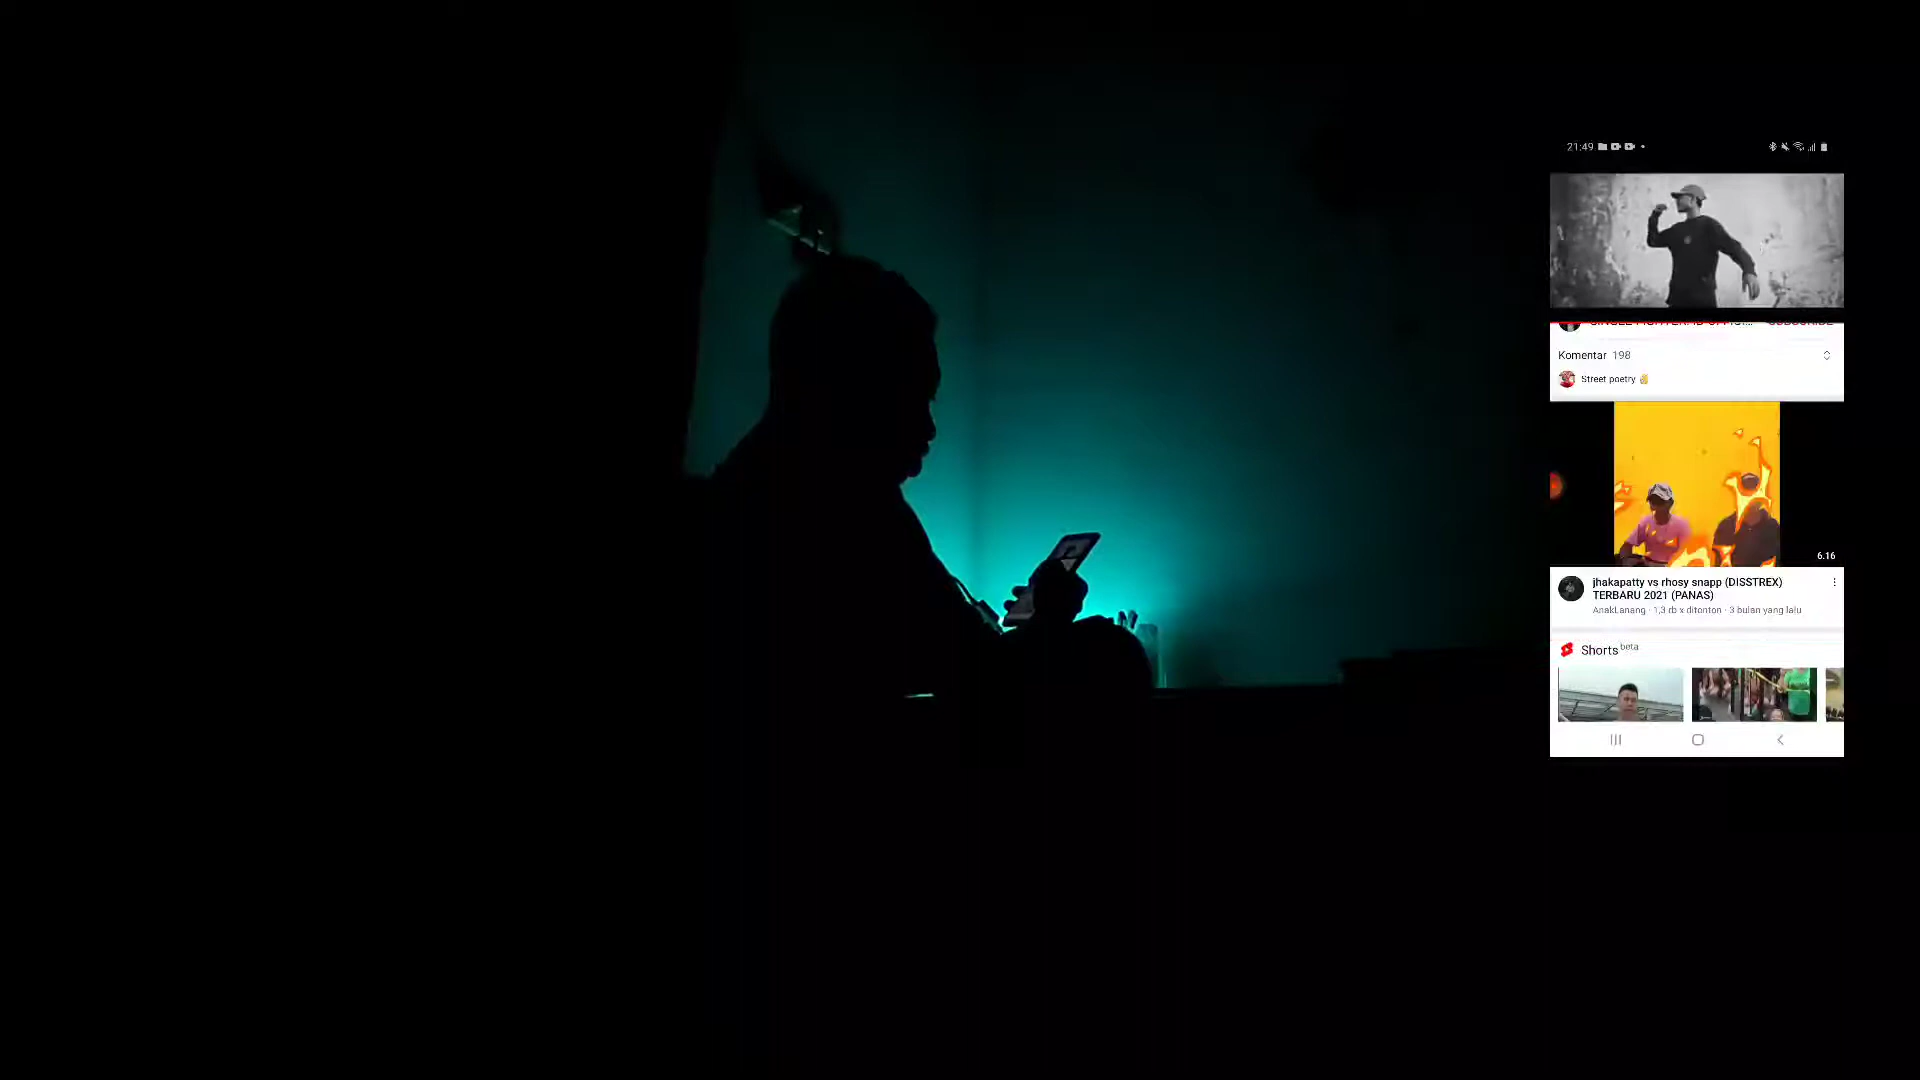 21:49
Komentar 198
Street poetry
6.16
jhakapatty vs rhosy snapp (DISSTREX)
TERBARU 2021 (PANAS)
AnakLanang · 1,3 rb x ditonton · 3 bulan yang lalu
Shorts beta